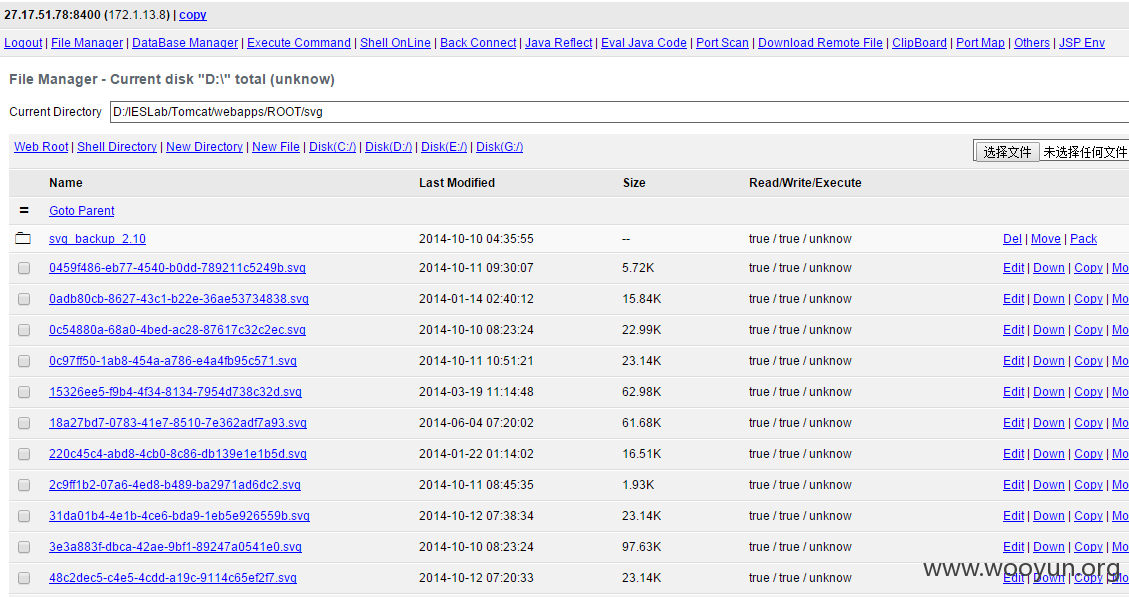 27.17.51.78:8400 (172.1.13.8) | copy
Logout | File Manager | DataBase Manager | Execute Command | Shell OnLine | Back Connect | Java Reflect | Eval Java Code | Port Scan | Download Remote File | ClipBoard | Port Map | Others | JSP Env
File Manager - Current disk "D:\" total (unknow)
Current Directory D:/IESLab/Tomcat/webapps/ROOT/svg
Web Root | Shell Directory | New Directory | New File | Disk(C:/) | Disk(D:/) | Disk(E:/) | Disk(G:/) 选择文件 未选择任何文件
Name Last Modified Size Read/Write/Execute
= Goto Parent
svg_backup_2.10 2014-10-10 04:35:55 -- true / true / unknow Del | Move | Pack
0459f486-eb77-4540-b0dd-789211c5249b.svg 2014-10-11 09:30:07 5.72K true / true / unknow Edit | Down | Copy | Mo
0adb80cb-8627-43c1-b22e-36ae53734838.svg 2014-01-14 02:40:12 15.84K true / true / unknow Edit | Down | Copy | Mo
0c54880a-68a0-4bed-ac28-87617c32c2ec.svg 2014-10-10 08:23:24 22.99K true / true / unknow Edit | Down | Copy | Mo
0c97ff50-1ab8-454a-a786-e4a4fb95c571.svg 2014-10-11 10:51:21 23.14K true / true / unknow Edit | Down | Copy | Mo
15326ee5-f9b4-4f34-8134-7954d738c32d.svg 2014-03-19 11:14:48 62.98K true / true / unknow Edit | Down | Copy | Mo
18a27bd7-0783-41e7-8510-7e362adf7a93.svg 2014-06-04 07:20:02 61.68K true / true / unknow Edit | Down | Copy | Mo
220c45c4-abd8-4cb0-8c86-db139e1e1b5d.svg 2014-01-22 01:14:02 16.51K true / true / unknow Edit | Down | Copy | Mo
2c9ff1b2-07a6-4ed8-b489-ba2971ad6dc2.svg 2014-10-11 08:45:35 1.93K true / true / unknow Edit | Down | Copy | Mo
31da01b4-4e1b-4ce6-bda9-1eb5e926559b.svg 2014-10-12 07:38:34 23.14K true / true / unknow Edit | Down | Copy | Mo
3e3a883f-dbca-42ae-9bf1-89247a0541e0.svg 2014-10-10 08:23:24 97.63K true / true / unknow Edit | Down | Copy | Mo
48c2dec5-c4e5-4cdd-a19c-9114c65ef2f7.svg 2014-10-12 07:20:33 23.14K true / true / unknow Edit | Down | Copy | Mo
www.wooyun.org